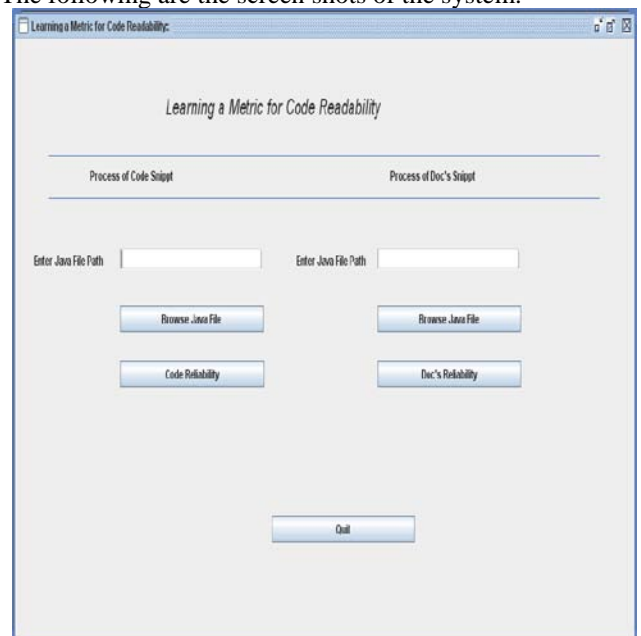 The following are the screen shots of the system.
Learning a Metric for Code Readability:
Learning a Metric for Code Readability
Process of Code Snippt
Process of Doc's Snippt
Enter Java File Path
Enter Java File Path
Browse Java File
Browse Java File
Code Reliability
Doc's Reliability
Quit